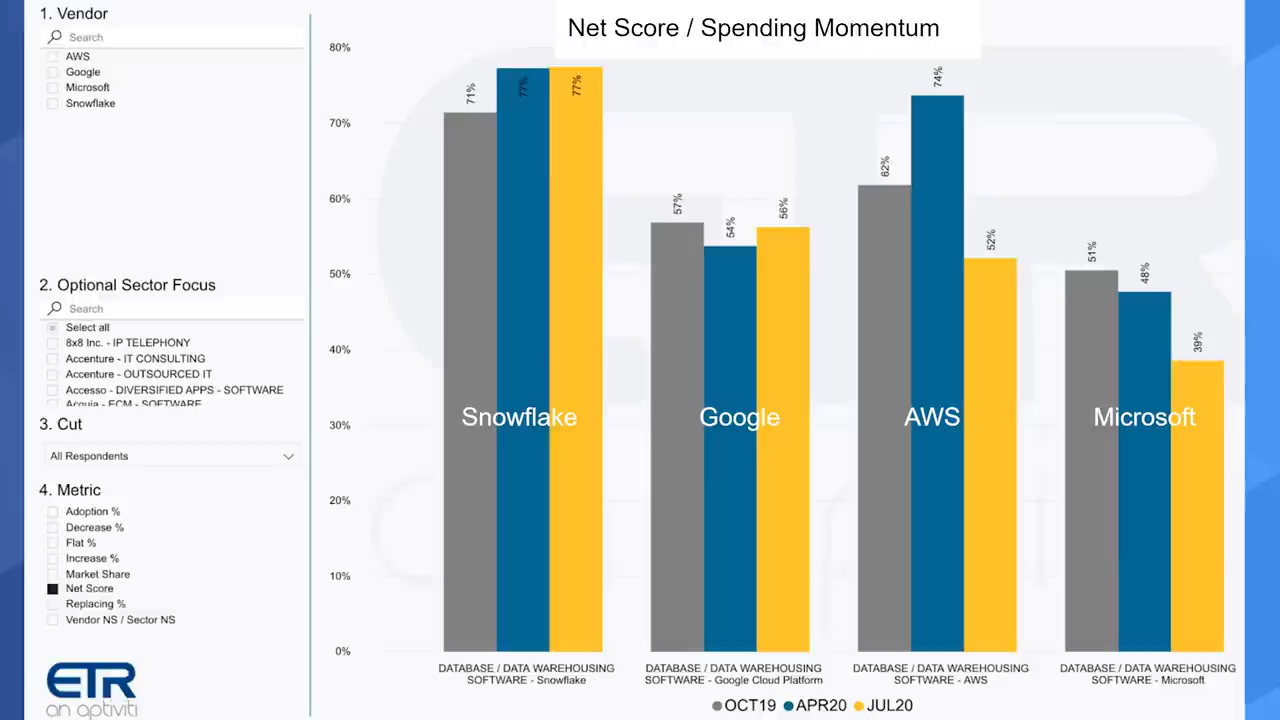 1. Vendor
Search
AWS
Google
Microsoft
Snowflake
2. Optional Sector Focus
Search
Select all
8x8 Inc. - IP TELEPHONY
Accenture - IT CONSULTING
Accenture - OUTSOURCED IT
Accesso - DIVERSIFIED APPS - SOFTWARE
Acquia - ECM - SOFTWARE
3. Cut
All Respondents
4. Metric
Adoption %
Decrease %
Flat %
Increase %
Market Share
Net Score
Replacing %
Vendor NS / Sector NS
ETR
an aptiviti
Net Score / Spending Momentum
80%
70%
60%
50%
40%
30%
20%
10%
0%
71%
77%
77%
57%
54%
56%
62%
74%
52%
51%
48%
39%
Snowflake
Google
AWS
Microsoft
DATABASE / DATA WAREHOUSING
SOFTWARE - Snowflake
DATABASE / DATA WAREHOUSING
SOFTWARE - Google Cloud Platform
DATABASE / DATA WAREHOUSING
SOFTWARE - AWS
DATABASE / DATA WAREHOUSING
SOFTWARE - Microsoft
OCT19 APR20 JUL20